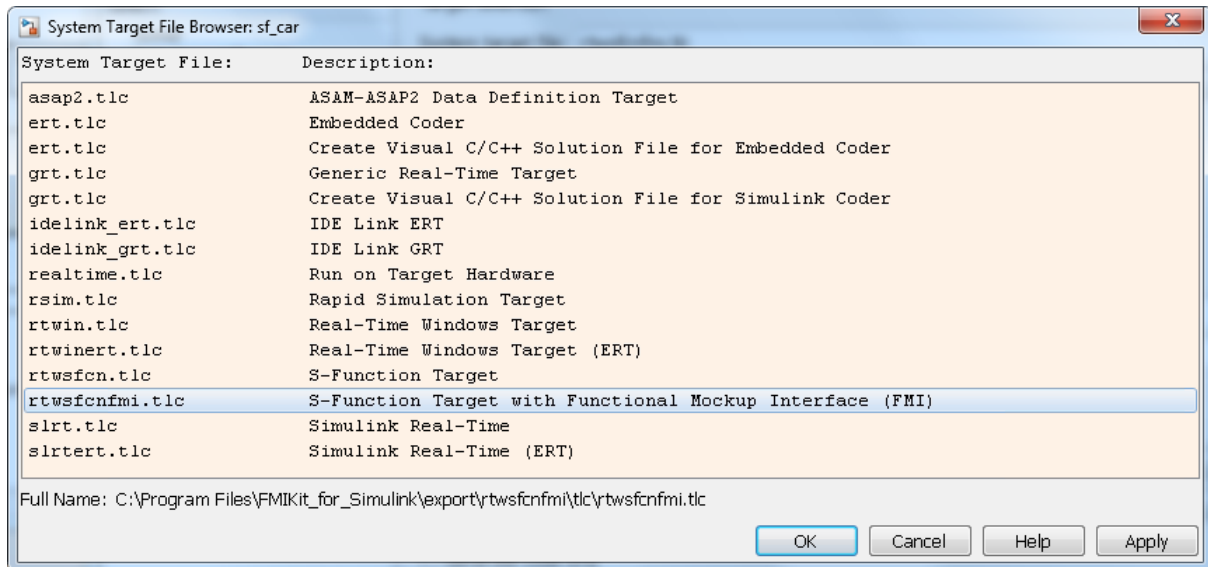 System Target File Browser: sf_car
System Target File: Description:
asap2.tlc ASAM-ASAP2 Data Definition Target
ert.tlc Embedded Coder
ert.tlc Create Visual C/C++ Solution File for Embedded Coder
grt.tlc Generic Real-Time Target
grt.tlc Create Visual C/C++ Solution File for Simulink Coder
idelink_ert.tlc IDE Link ERT
idelink_grt.tlc IDE Link GRT
realtime.tlc Run on Target Hardware
rsim.tlc Rapid Simulation Target
rtwin.tlc Real-Time Windows Target
rtwinert.tlc Real-Time Windows Target (ERT)
rtwsfcn.tlc S-Function Target
rtwsfcnfmi.tlc S-Function Target with Functional Mockup Interface (FMI)
slrt.tlc Simulink Real-Time
slrtert.tlc Simulink Real-Time (ERT)
Full Name: C:\Program Files\FMIKit_for_Simulink\export\rtwsfcnfmi\tlc\rtwsfcnfmi.tlc
OK Cancel Help Apply